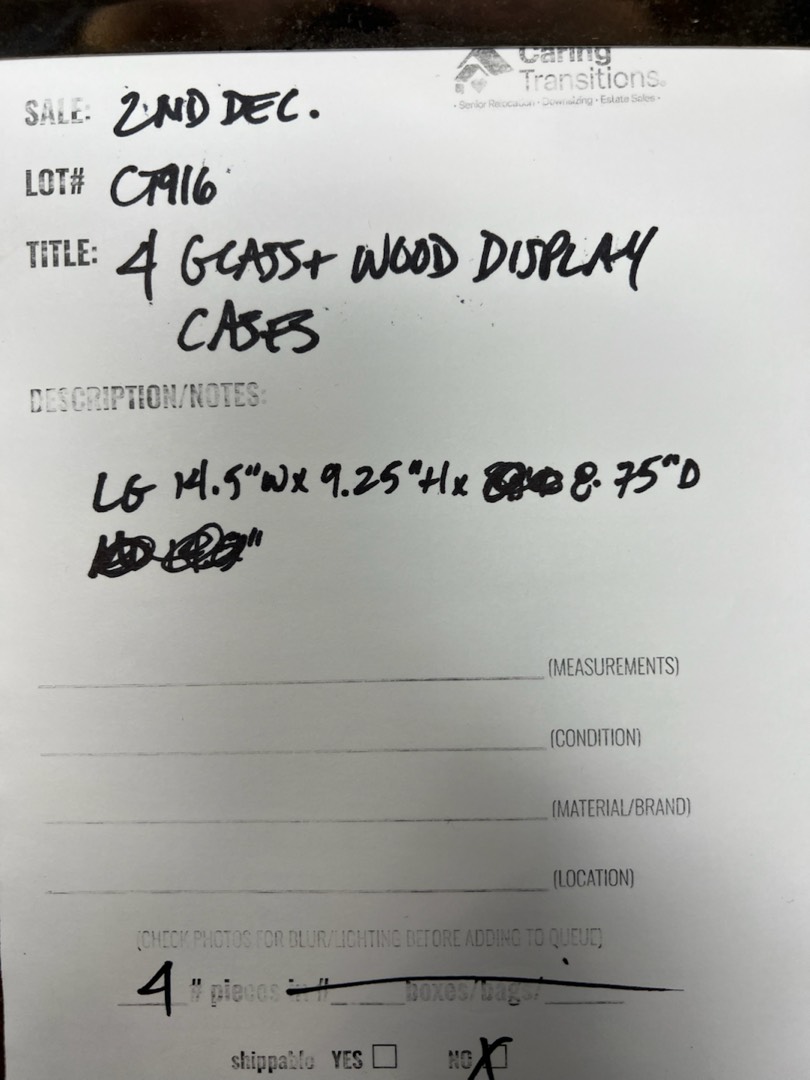 Caring
Transitions.
• Senior Relocation • Downsizing • Estate Sales •
SALE: 2ND DEC.
LOT# CT916
TITLE: 4 GLASS + WOOD DISPLAY
CASES
DESCRIPTION/NOTES:
LG 14.5"W x 9.25"H x 8.75"D
(MEASUREMENTS)
(CONDITION)
(MATERIAL/BRAND)
(LOCATION)
(CHECK PHOTOS FOR BLUR/LIGHTING BEFORE ADDING TO QUEUE)
4 # pieces in # boxes/bags/
shippable YES NO X